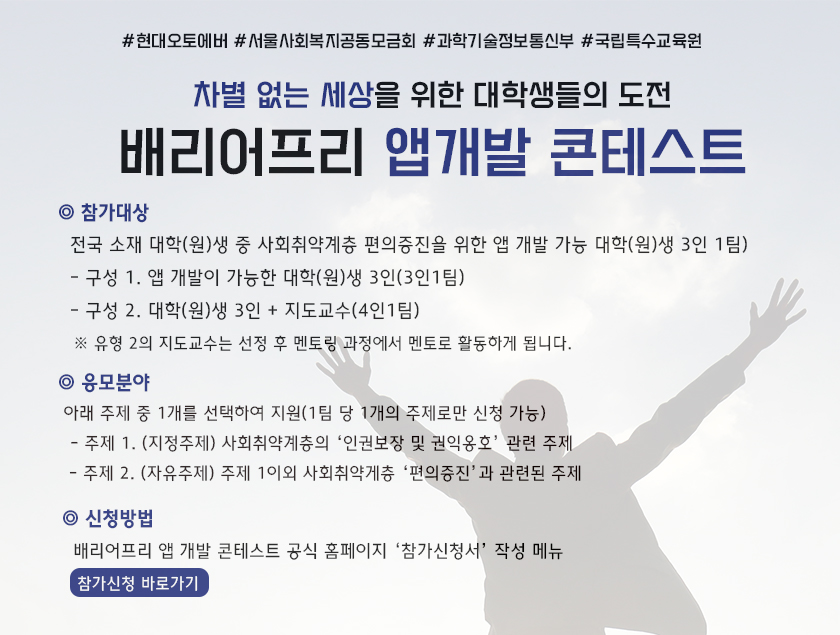 #현대오토에버 #서울사회복지공동모금회 #과학기술정보통신부 #국립특수교육원
차별 없는 세상을 위한 대학생들의 도전
배리어프리 앱개발 콘테스트
◎ 참가대상
전국 소재 대학(원)생 중 사회취약계층 편의증진을 위한 앱 개발 가능 대학(원)생 3인 1팀)
- 구성 1. 앱 개발이 가능한 대학(원)생 3인(3인1팀)
- 구성 2. 대학(원)생 3인 + 지도교수(4인1팀)
※ 유형 2의 지도교수는 선정 후 멘토링 과정에서 멘토로 활동하게 됩니다.
◎ 응모분야
아래 주제 중 1개를 선택하여 지원(1팀 당 1개의 주제로만 신청 가능)
- 주제 1. (지정주제) 사회취약계층의 ‘인권보장 및 권익옹호’ 관련 주제
- 주제 2. (자유주제) 주제 1이외 사회취약게층 ‘편의증진’과 관련된 주제
◎ 신청방법
배리어프리 앱 개발 콘테스트 공식 홈페이지 ‘참가신청서’ 작성 메뉴
참가신청 바로가기